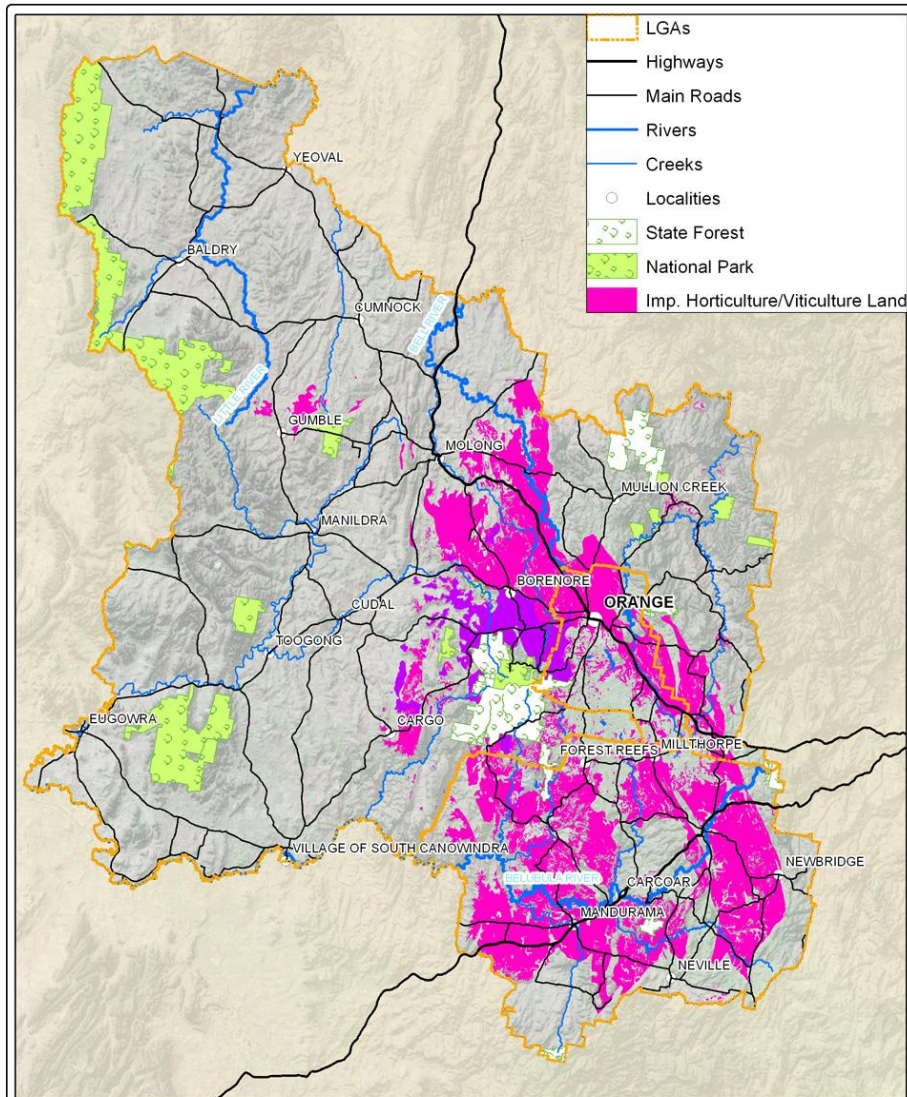 LGAs
Highways
Main Roads
Rivers
Creeks
Localities
State Forest
National Park
Imp. Horticulture/Viticulture Land
YEOVAL
BALDRY
CUMNOCK
BELL RIVER
LITTLE RIVER
GUMBLE
MOLONG
MULLION CREEK
MANILDRA
BORENORE
CUDAL
ORANGE
TOOGONG
EUGOWRA
CARGO
FOREST REEFS
MILLTHORPE
VILLAGE OF SOUTH CANOWINDRA
NEWBRIDGE
BELUBULA RIVER
CARCOAR
MANDURAMA
NEVILLE